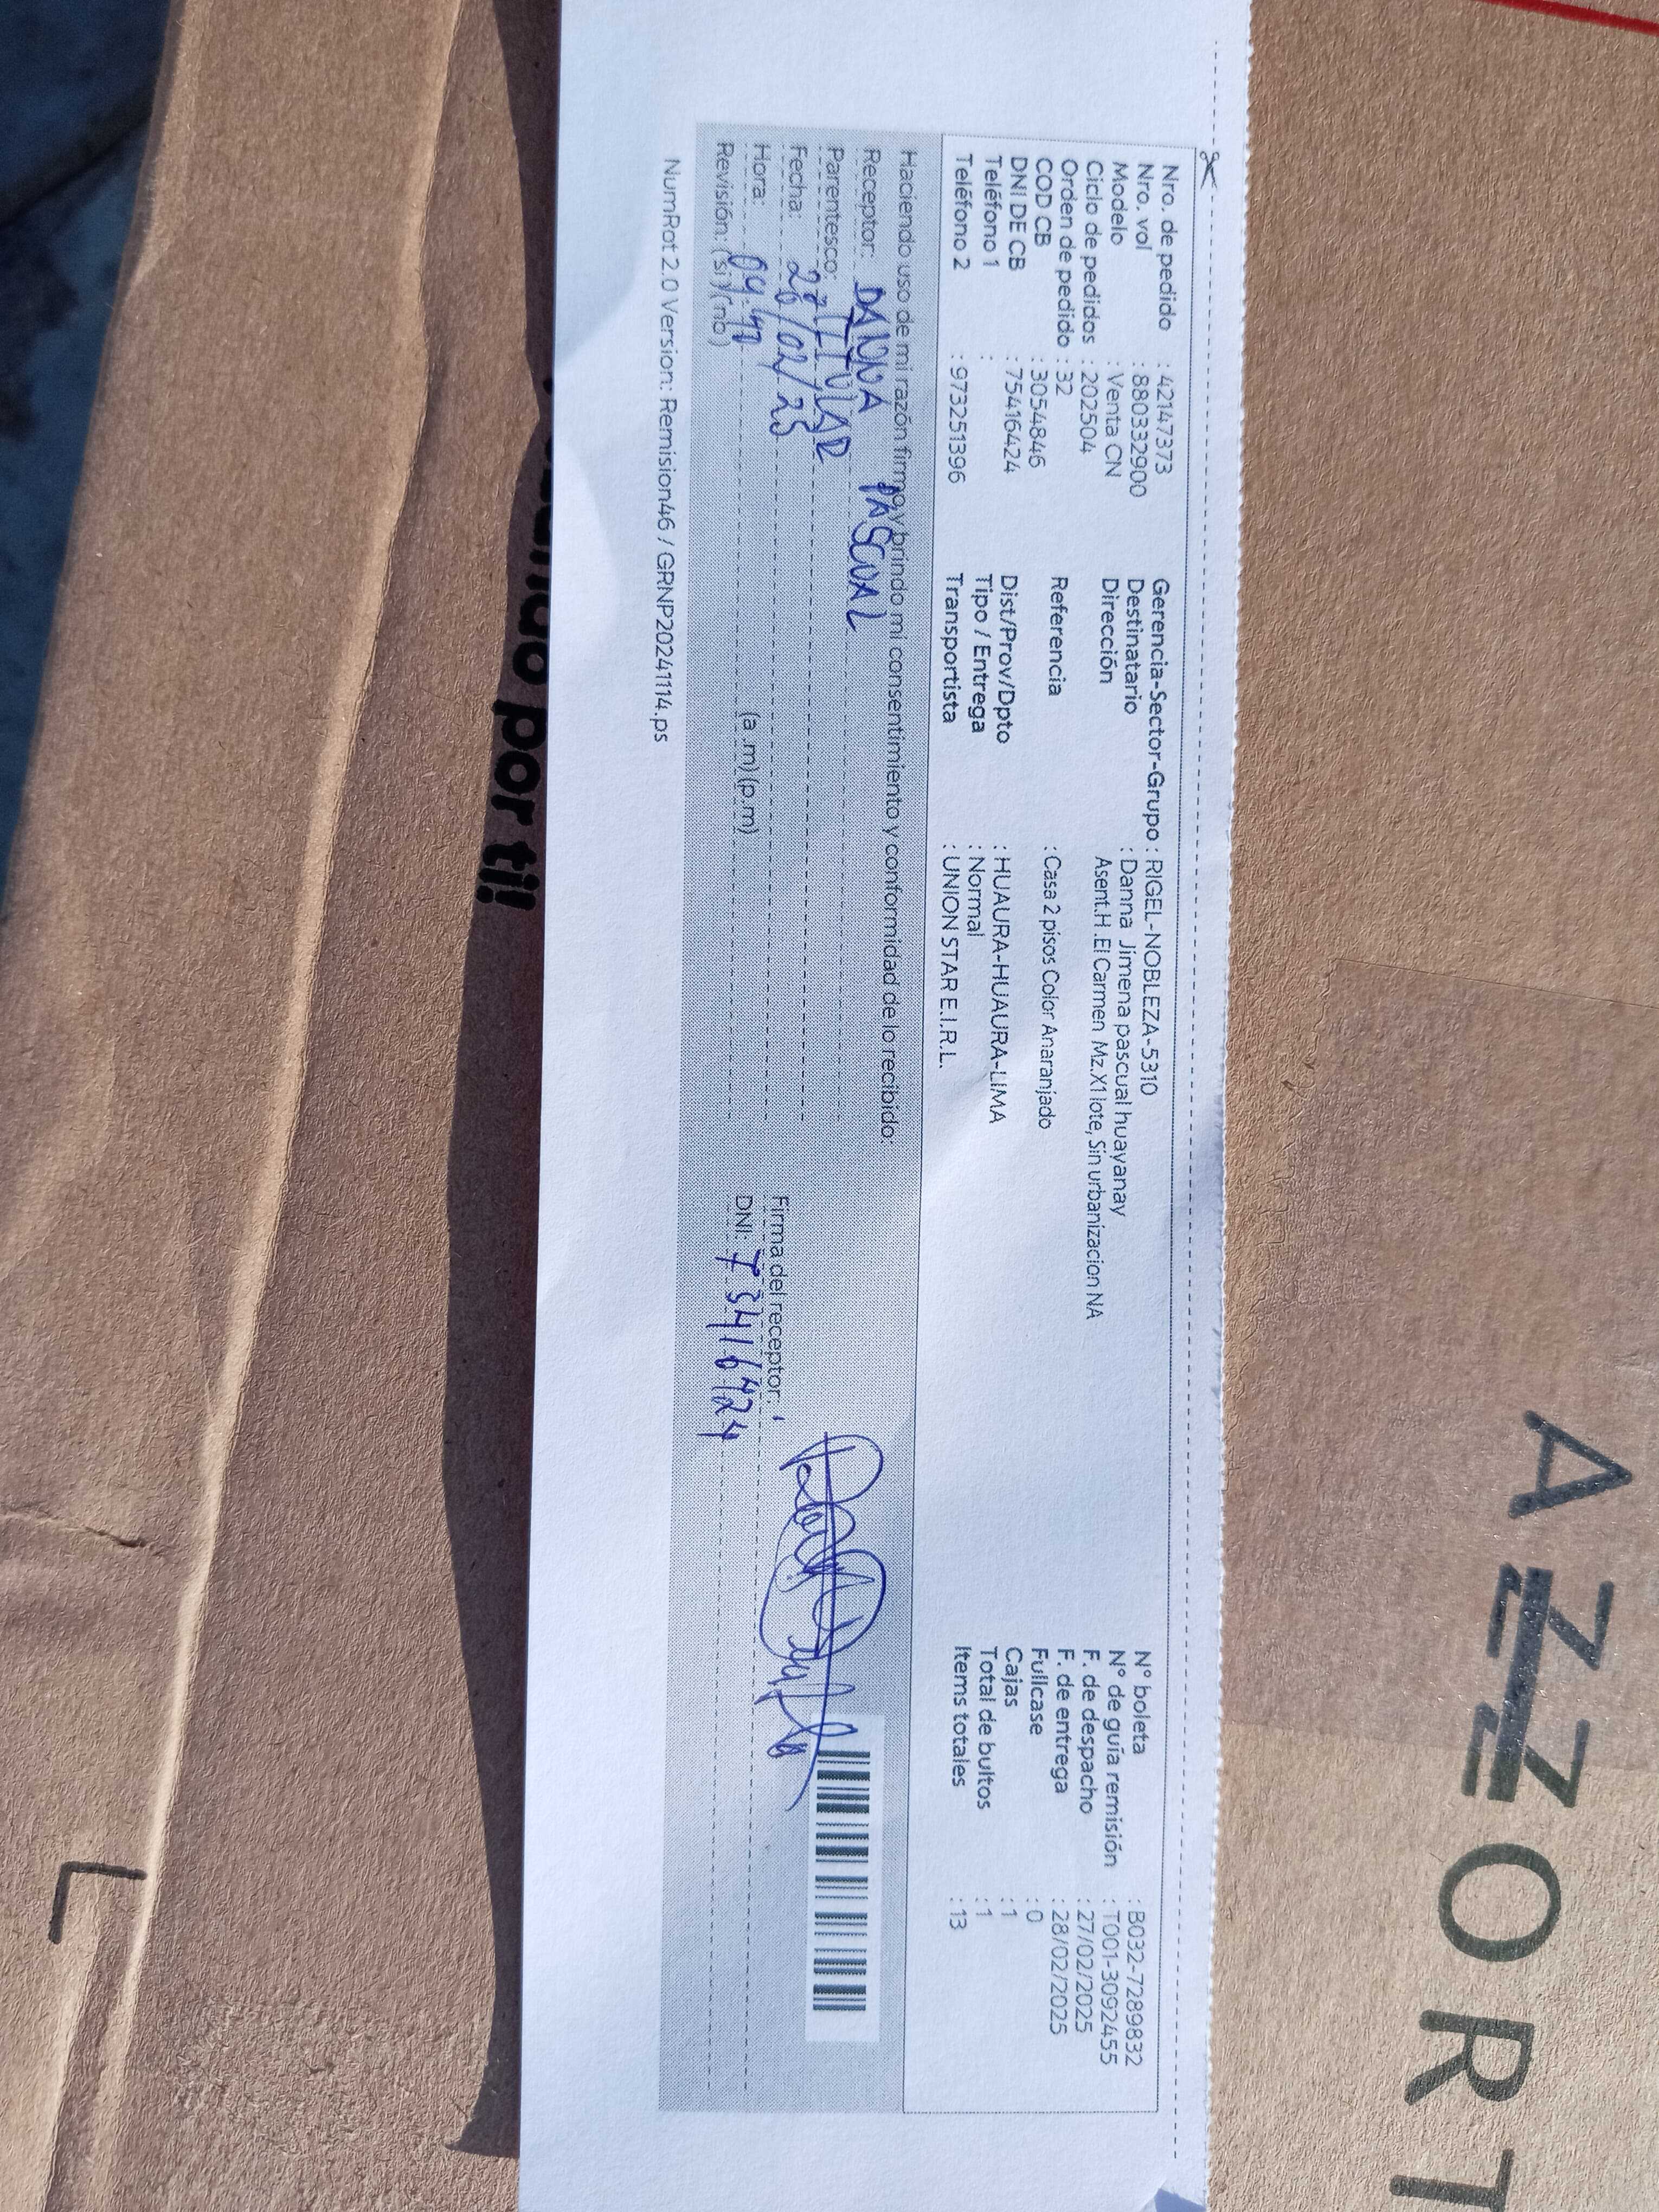 AZZORT
Nro. de pedido : 42147373
Nro. vol : 880332900
Modelo : Venta CN
Ciclo de pedidos : 202504
Orden de pedido : 32
COD CB : 3054846
DNI DE CB : 75416424
Teléfono 1 :
Teléfono 2 : 973251396
Gerencia-Sector-Grupo : RIGEL-NOBLEZA-5310
Destinatario : Danna Jimena pascual huayanay
Dirección Asent.H .El Carmen Mz.X1 lote, Sin urbanizacion NA
Referencia : Casa 2 pisos Color Anaranjado
Dist/Prov/Dpto : HUAURA-HUAURA-LIMA
Tipo / Entrega : Normal
Transportista : UNION STAR E.I.R.L.
N° boleta : B032-7289832
N° de guía remisión : T001-3092455
F. de despacho : 27/02/2025
F. de entrega : 28/02/2025
Fullcase : 0
Cajas : 1
Total de bultos : 1
Items totales : 13
Haciendo uso de mi razón firmo y brindo mi consentimiento y conformidad de lo recibido:
Receptor: DANNA PASCUAL
Parentesco: TITULAR
Fecha: 28/02/25
Hora: (a .m) (p.m)
Revisión: (si )(no )
Firma del receptor:
DNI: 75416424
NumRot 2.0 Version: Remision46 / GRNP20241114.ps
por ti!
L